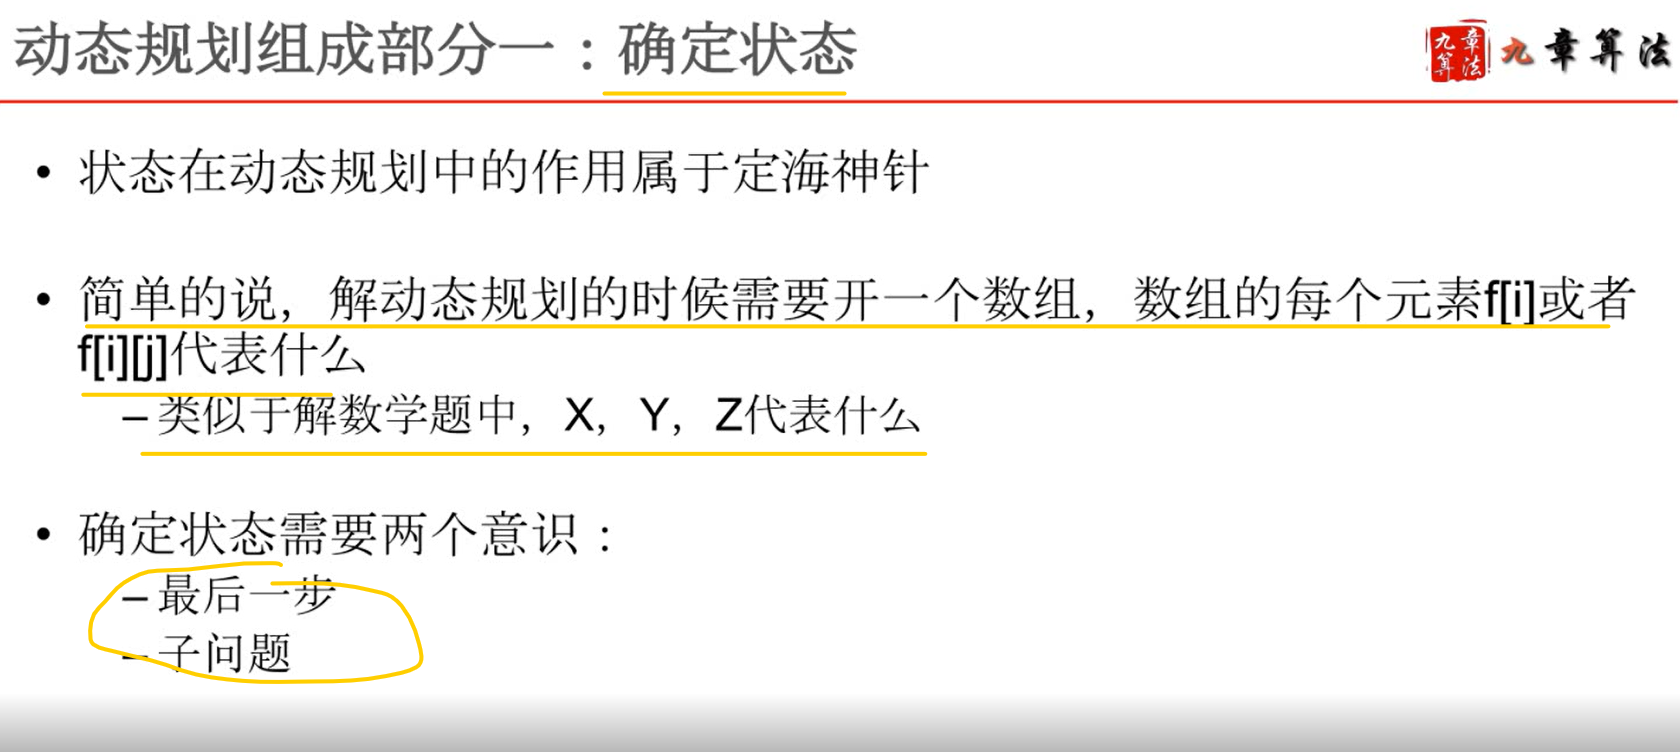 动态规划组成部分一：确定状态
九章算法
九章算法
• 状态在动态规划中的作用属于定海神针
• 简单的说，解动态规划的时候需要开一个数组，数组的每个元素f[i]或者
f[i][j]代表什么
– 类似于解数学题中，X，Y，Z代表什么
• 确定状态需要两个意识：
– 最后一步
– 子问题